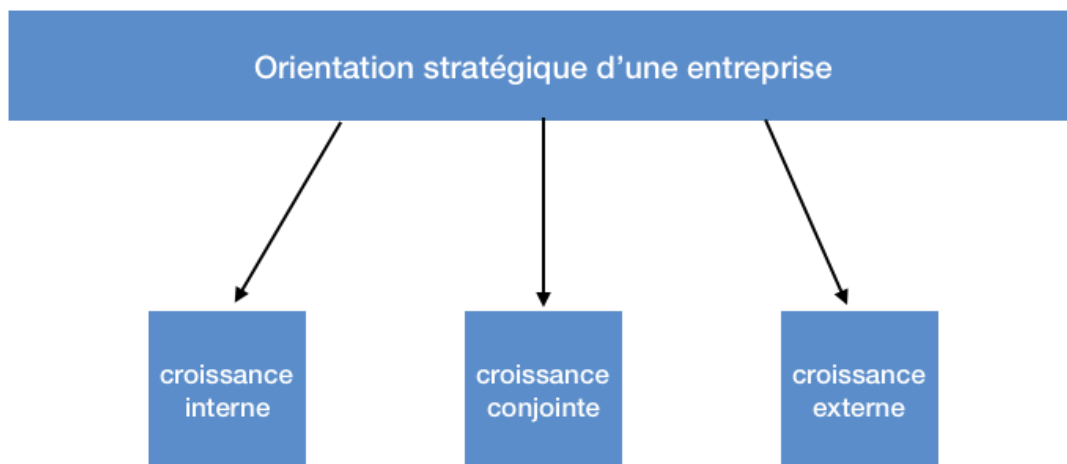 Orientation stratégique d’une entreprise
croissance
interne
croissance
conjointe
croissance
externe